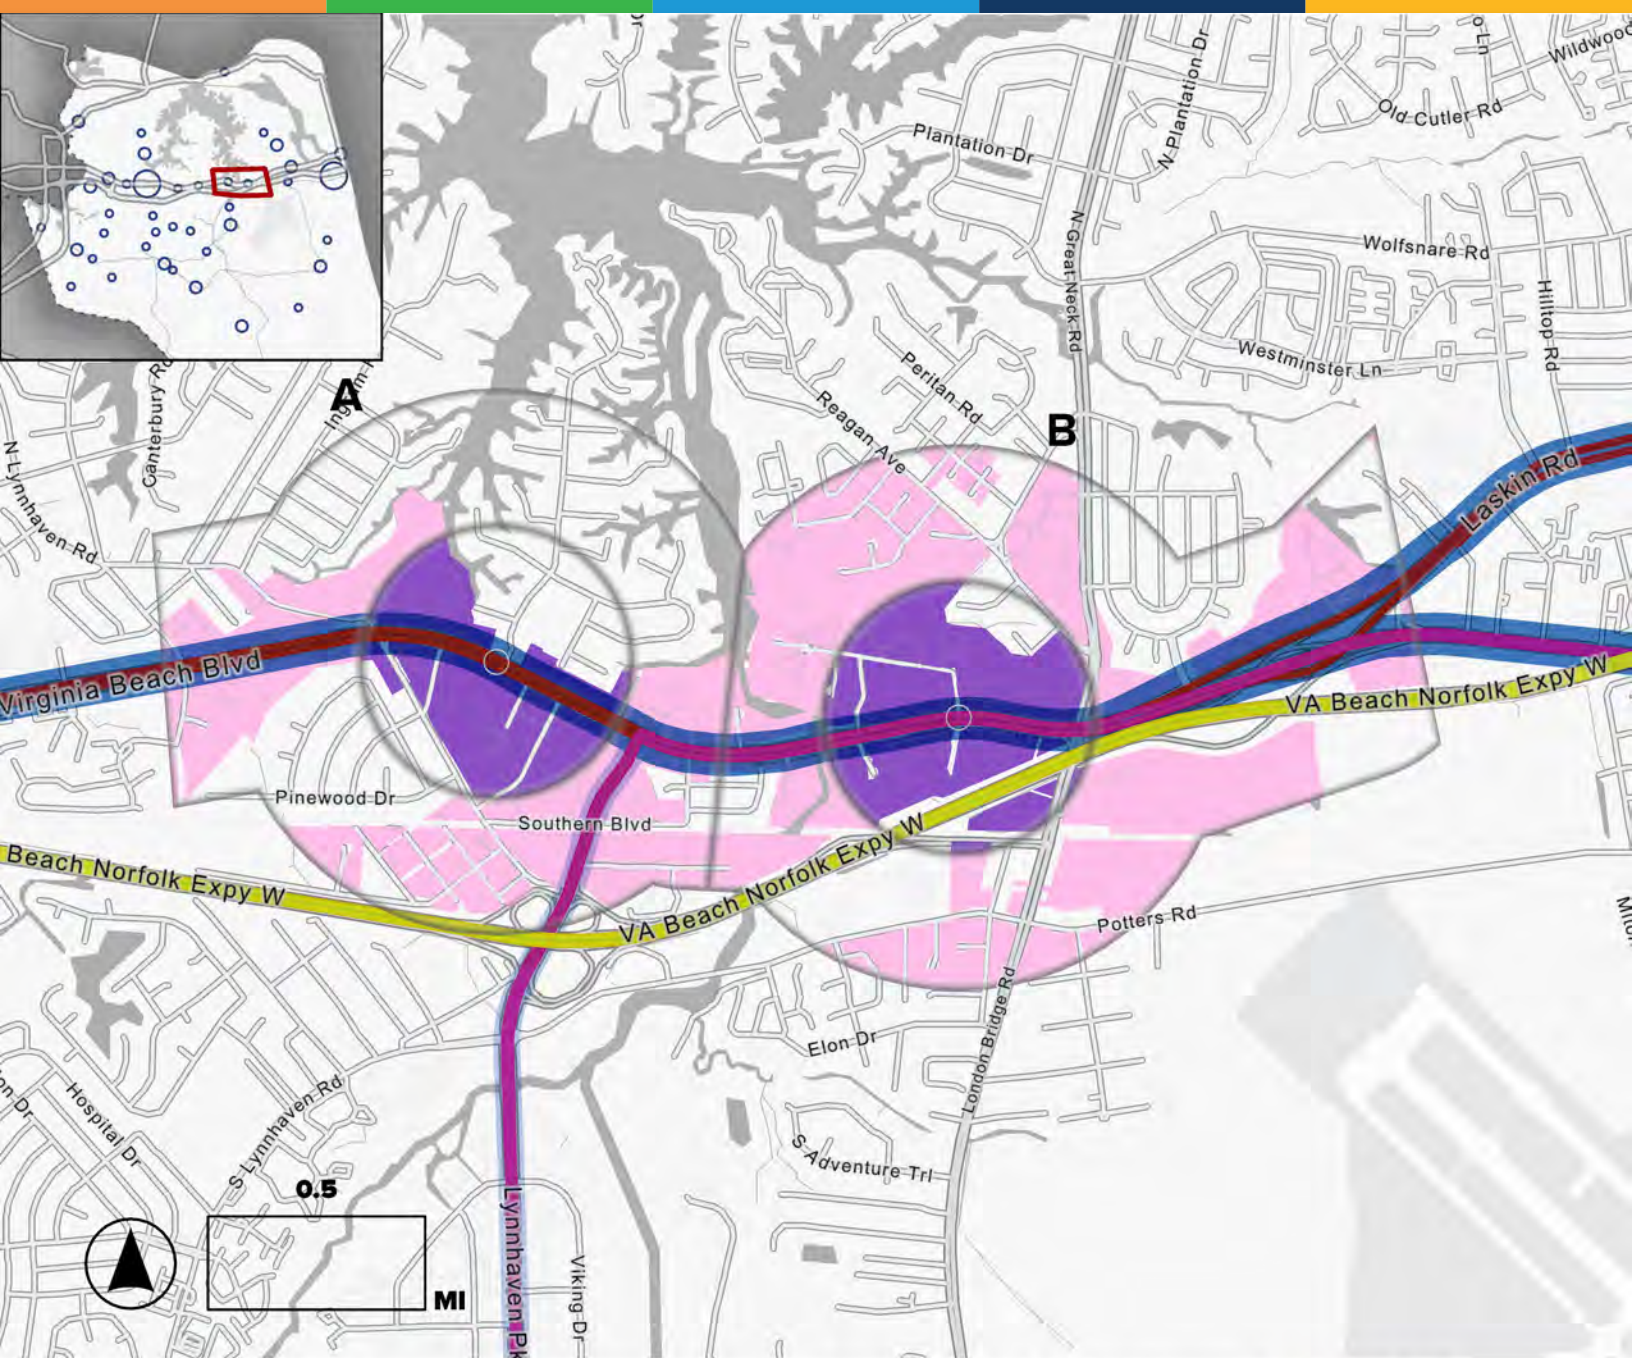 Plantation Dr
N Plantation Dr
Old Cutler Rd
Wildwood
N Great Neck Rd
Wolfsnare Rd
Hilltop Rd
Westminster Ln
Peritan Rd
Reagan Ave
Canterbury Rd
N Lynnhaven Rd
A
B
Laskin Rd
Virginia Beach Blvd
VA Beach Norfolk Expy W
Pinewood Dr
Southern Blvd
Beach Norfolk Expy W
VA Beach Norfolk Expy W
Potters Rd
Elon Dr
London Bridge Rd
Hospital Dr
S Lynnhaven Rd
S Adventure Trl
0.5
MI
Lynnhaven Pk
Viking Dr